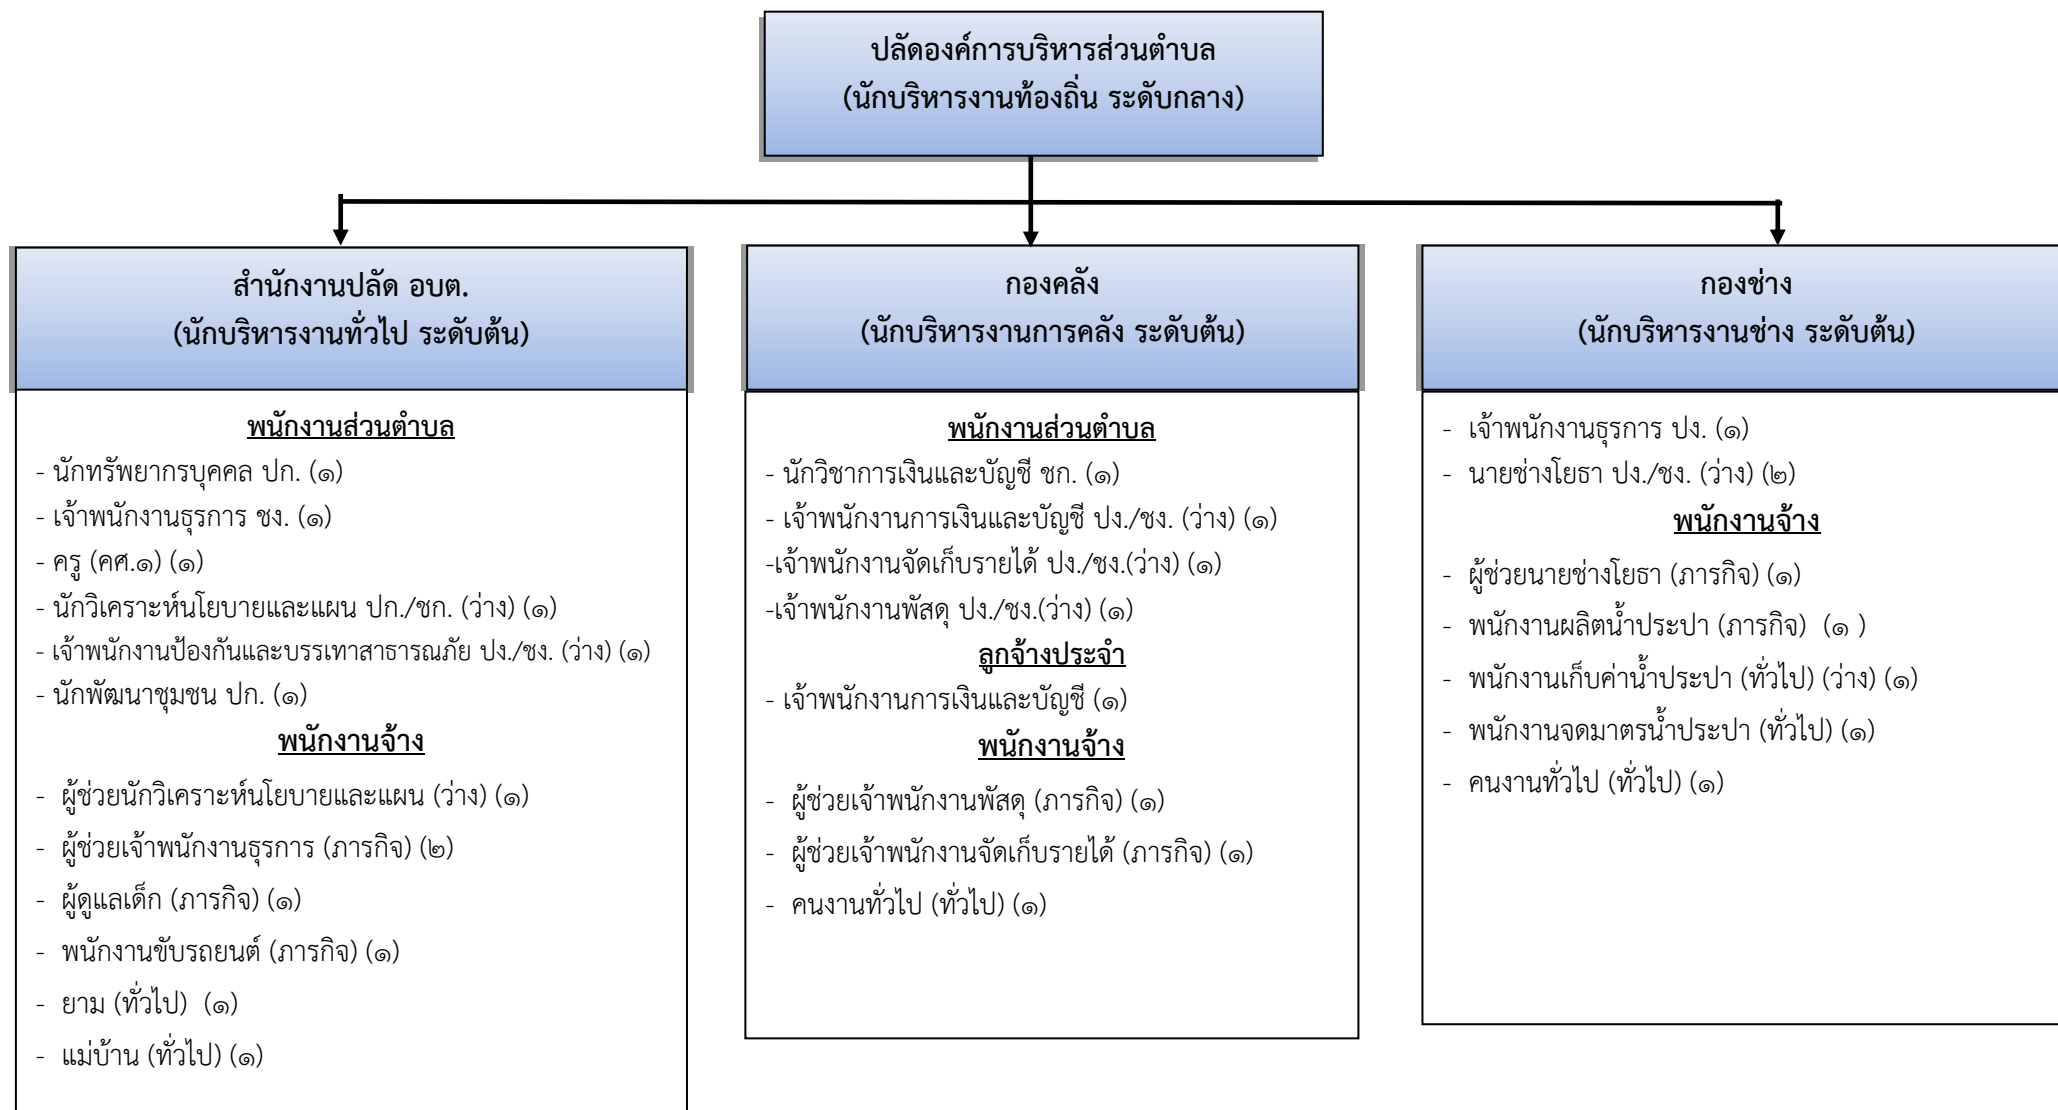 ปลัดองค์การบริหารส่วนตำบล
(นักบริหารงานท้องถิ่น ระดับกลาง)
สำนักงานปลัด อบต.
(นักบริหารงานทั่วไป ระดับต้น)
พนักงานส่วนตำบล
- นักทรัพยากรบุคคล ปก. (๑)
- เจ้าพนักงานธุรการ ชง. (๑)
- ครู (คศ.๑) (๑)
- นักวิเคราะห์นโยบายและแผน ปก./ชก. (ว่าง) (๑)
- เจ้าพนักงานป้องกันและบรรเทาสาธารณภัย ปง./ชง. (ว่าง) (๑)
- นักพัฒนาชุมชน ปก. (๑)
พนักงานจ้าง
- ผู้ช่วยนักวิเคราะห์นโยบายและแผน (ว่าง) (๑)
- ผู้ช่วยเจ้าพนักงานธุรการ (ภารกิจ) (๒)
- ผู้ดูแลเด็ก (ภารกิจ) (๑)
- พนักงานขับรถยนต์ (ภารกิจ) (๑)
- ยาม (ทั่วไป) (๑)
- แม่บ้าน (ทั่วไป) (๑)
กองคลัง
(นักบริหารงานการคลัง ระดับต้น)
พนักงานส่วนตำบล
- นักวิชาการเงินและบัญชี ชก. (๑)
- เจ้าพนักงานการเงินและบัญชี ปง./ชง. (ว่าง) (๑)
-เจ้าพนักงานจัดเก็บรายได้ ปง./ชง.(ว่าง) (๑)
-เจ้าพนักงานพัสดุ ปง./ชง.(ว่าง) (๑)
ลูกจ้างประจำ
- เจ้าพนักงานการเงินและบัญชี (๑)
พนักงานจ้าง
- ผู้ช่วยเจ้าพนักงานพัสดุ (ภารกิจ) (๑)
- ผู้ช่วยเจ้าพนักงานจัดเก็บรายได้ (ภารกิจ) (๑)
- คนงานทั่วไป (ทั่วไป) (๑)
กองช่าง
(นักบริหารงานช่าง ระดับต้น)
- เจ้าพนักงานธุรการ ปง. (๑)
- นายช่างโยธา ปง./ชง. (ว่าง) (๒)
พนักงานจ้าง
- ผู้ช่วยนายช่างโยธา (ภารกิจ) (๑)
- พนักงานผลิตน้ำประปา (ภารกิจ) (๑ )
- พนักงานเก็บค่าน้ำประปา (ทั่วไป) (ว่าง) (๑)
- พนักงานจดมาตรน้ำประปา (ทั่วไป) (๑)
- คนงานทั่วไป (ทั่วไป) (๑)